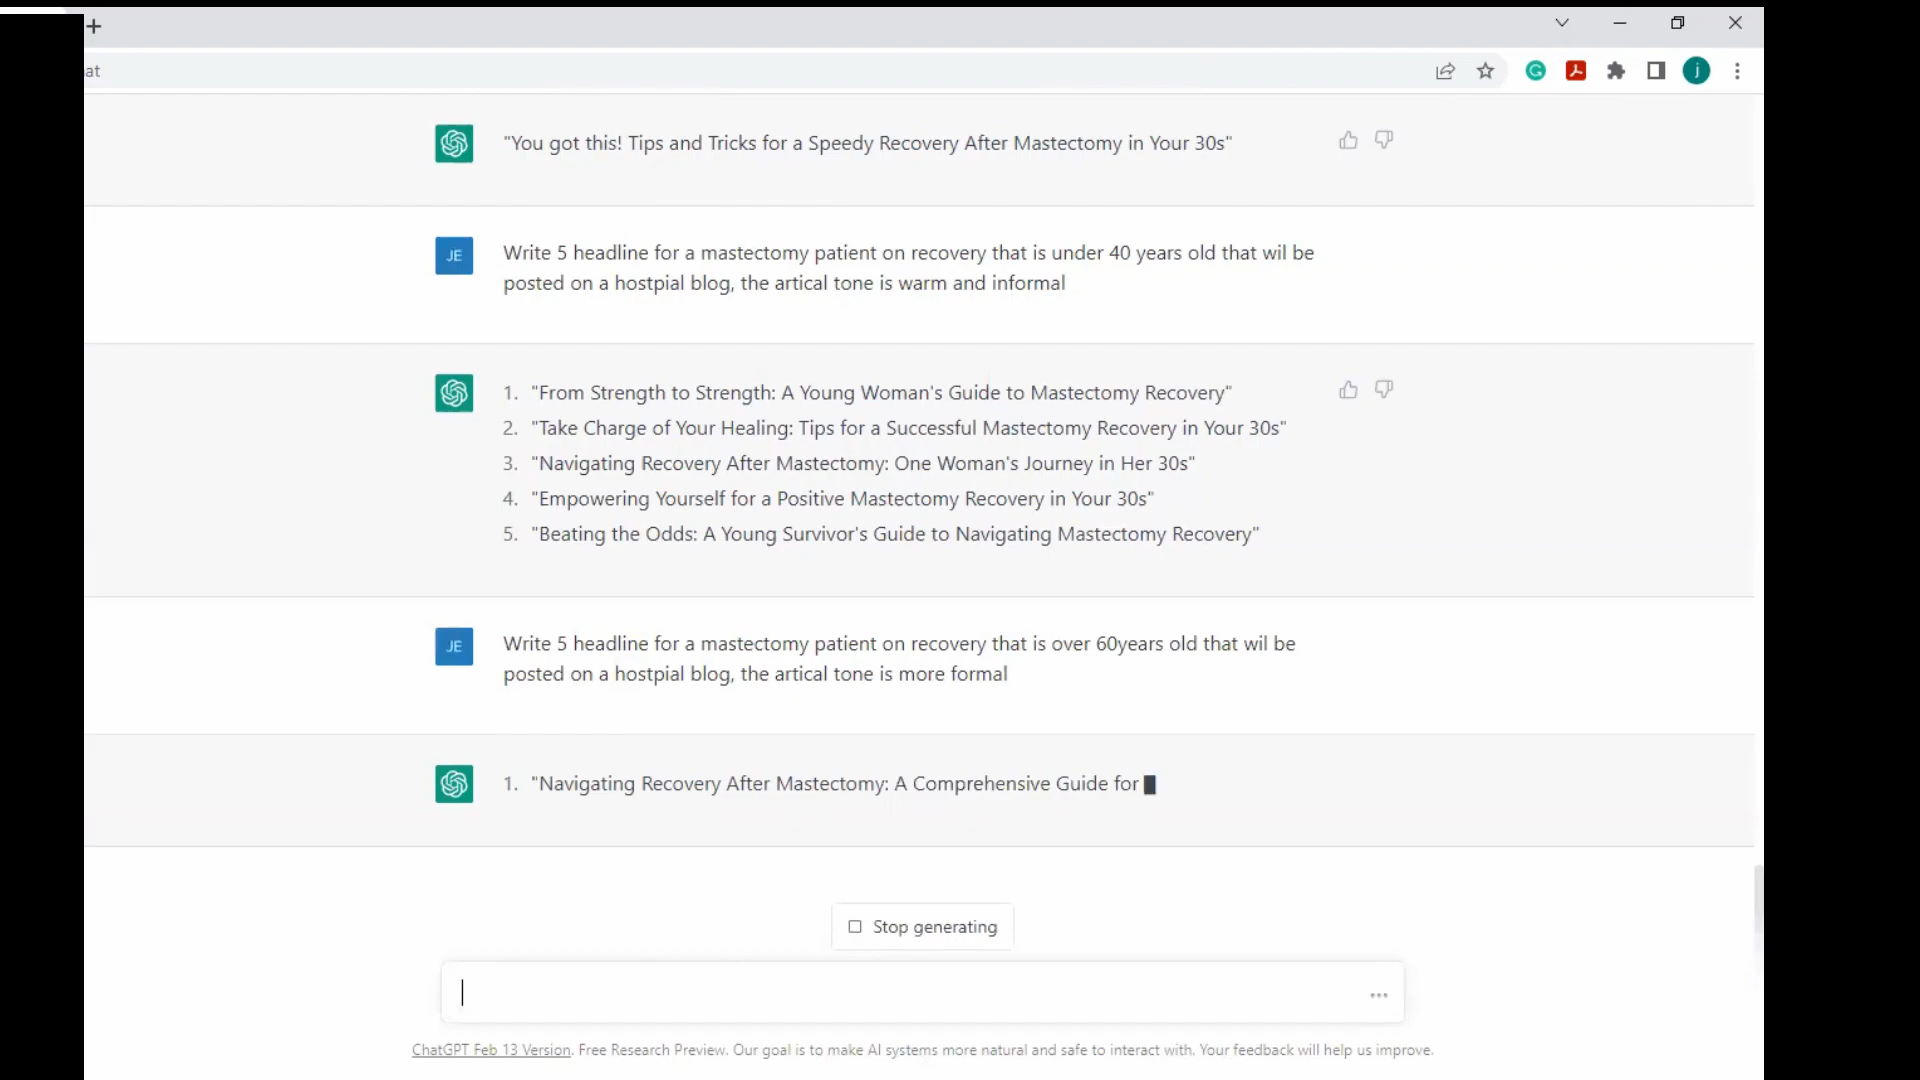 at
j
"You got this! Tips and Tricks for a Speedy Recovery After Mastectomy in Your 30s"
JE
Write 5 headline for a mastectomy patient on recovery that is under 40 years old that wil be
posted on a hostpial blog, the artical tone is warm and informal
1. "From Strength to Strength: A Young Woman's Guide to Mastectomy Recovery"
2. "Take Charge of Your Healing: Tips for a Successful Mastectomy Recovery in Your 30s"
3. "Navigating Recovery After Mastectomy: One Woman's Journey in Her 30s"
4. "Empowering Yourself for a Positive Mastectomy Recovery in Your 30s"
5. "Beating the Odds: A Young Survivor's Guide to Navigating Mastectomy Recovery"
JE
Write 5 headline for a mastectomy patient on recovery that is over 60years old that wil be
posted on a hostpial blog, the artical tone is more formal
1. "Navigating Recovery After Mastectomy: A Comprehensive Guide for
Stop generating
ChatGPT Feb 13 Version. Free Research Preview. Our goal is to make AI systems more natural and safe to interact with. Your feedback will help us improve.